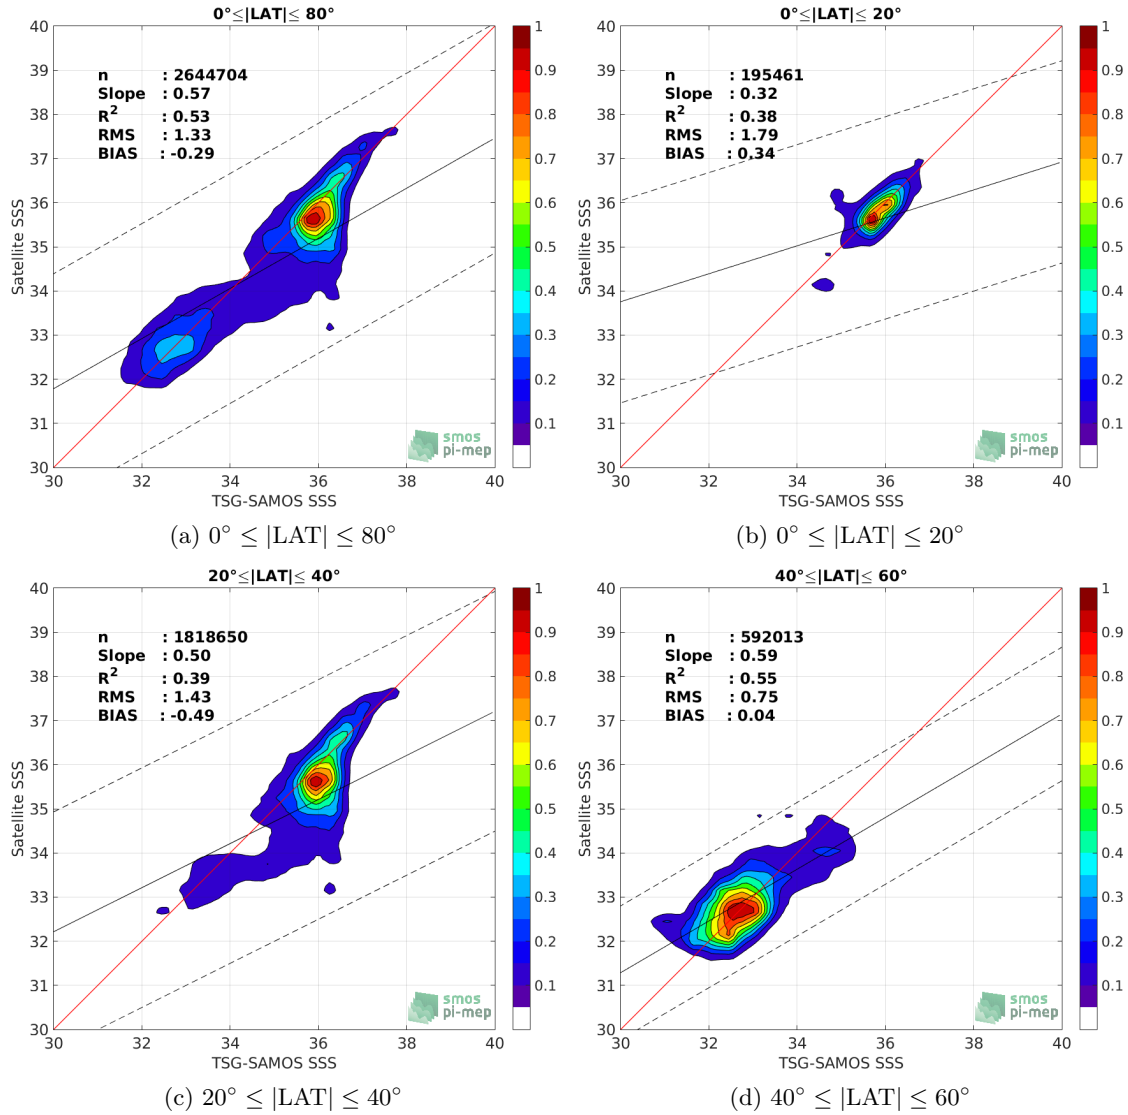 0°≤|LAT|≤ 80°
40
39
38
37
36
35
34
33
32
31
30
Satellite SSS
n : 2644704
Slope : 0.57
R2 : 0.53
RMS : 1.33
BIAS : -0.29
smos
pi-mep
30 32 34 36 38 40
TSG-SAMOS SSS
1
0.9
0.8
0.7
0.6
0.5
0.4
0.3
0.2
0.1
(a) 0° ≤ |LAT| ≤ 80°
0°≤|LAT|≤ 20°
40
39
38
37
36
35
34
33
32
31
30
Satellite SSS
n : 195461
Slope : 0.32
R2 : 0.38
RMS : 1.79
BIAS : 0.34
smos
pi-mep
30 32 34 36 38 40
TSG-SAMOS SSS
1
0.9
0.8
0.7
0.6
0.5
0.4
0.3
0.2
0.1
(b) 0° ≤ |LAT| ≤ 20°
20°≤|LAT|≤ 40°
40
39
38
37
36
35
34
33
32
31
30
Satellite SSS
n : 1818650
Slope : 0.50
R2 : 0.39
RMS : 1.43
BIAS : -0.49
smos
pi-mep
30 32 34 36 38 40
TSG-SAMOS SSS
1
0.9
0.8
0.7
0.6
0.5
0.4
0.3
0.2
0.1
(c) 20° ≤ |LAT| ≤ 40°
40°≤|LAT|≤ 60°
40
39
38
37
36
35
34
33
32
31
30
Satellite SSS
n : 592013
Slope : 0.59
R2 : 0.55
RMS : 0.75
BIAS : 0.04
smos
pi-mep
30 32 34 36 38 40
TSG-SAMOS SSS
1
0.9
0.8
0.7
0.6
0.5
0.4
0.3
0.2
0.1
(d) 40° ≤ |LAT| ≤ 60°